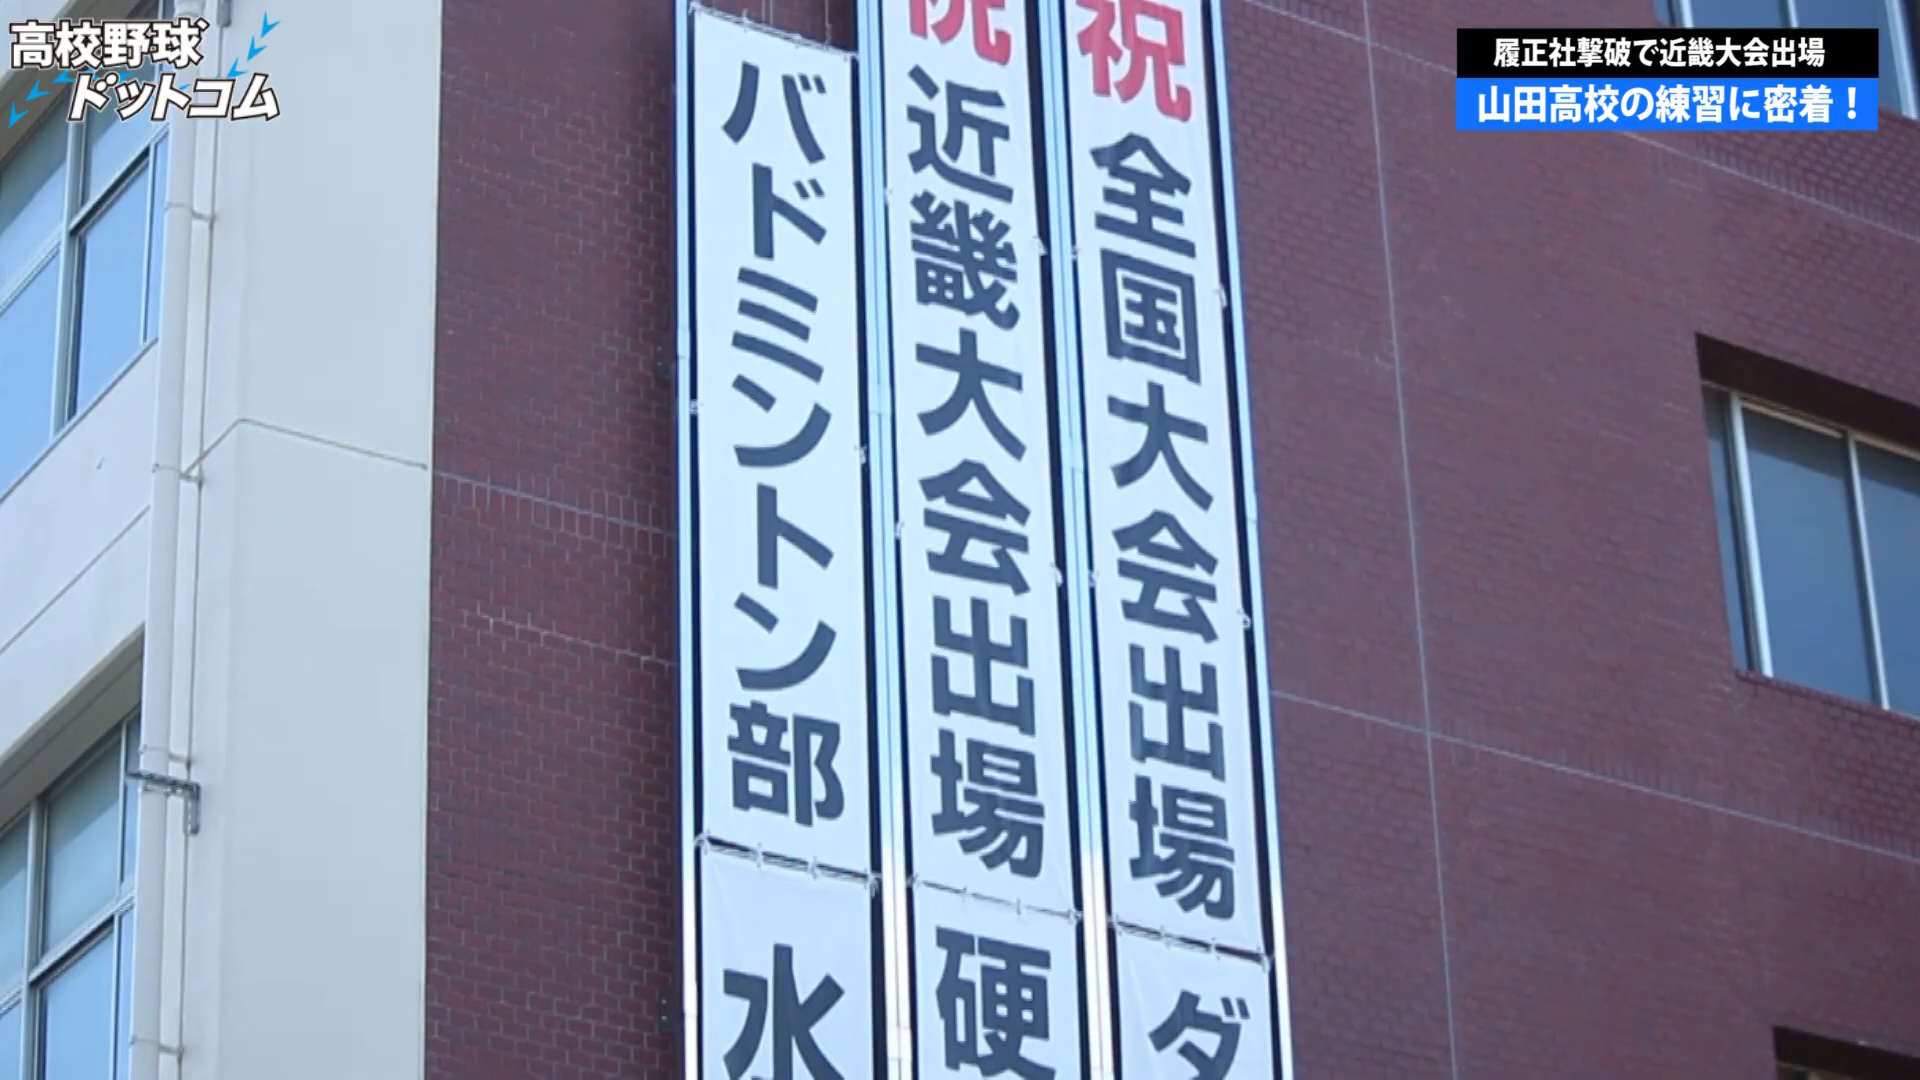 高校野球
ドットコム
履正社撃破で近畿大会出場
山田高校の練習に密着！
祝
全国大会出場
ダ
祝
近畿大会出場
硬
バドミントン部
水